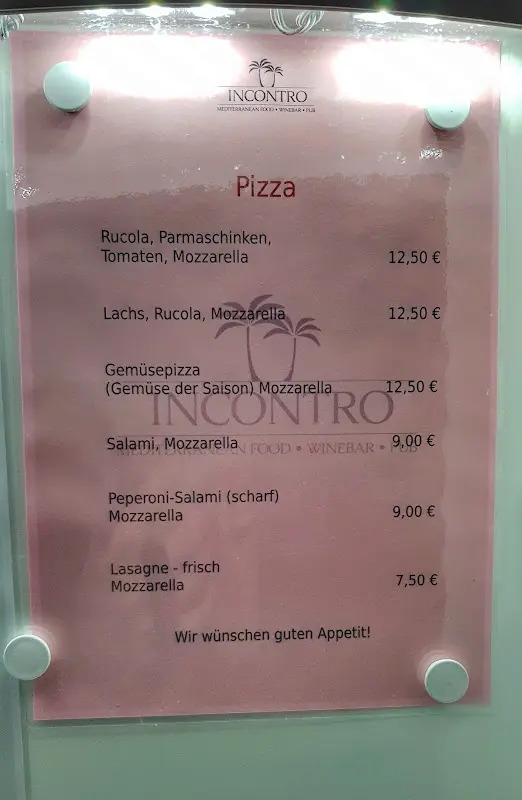 INCONTRO
MEDITERRANEAN FOOD • WINEBAR • PUB
Pizza
Rucola, Parmaschinken,
Tomaten, Mozzarella 12,50 €
Lachs, Rucola, Mozzarella 12,50 €
Gemüsepizza
(Gemüse der Saison) Mozzarella 12,50 €
INCONTRO
Salami, Mozzarella 9,00 €
MEDITERRANEAN FOOD • WINEBAR • PUB
Peperoni-Salami (scharf)
Mozzarella 9,00 €
Lasagne - frisch
Mozzarella 7,50 €
Wir wünschen guten Appetit!